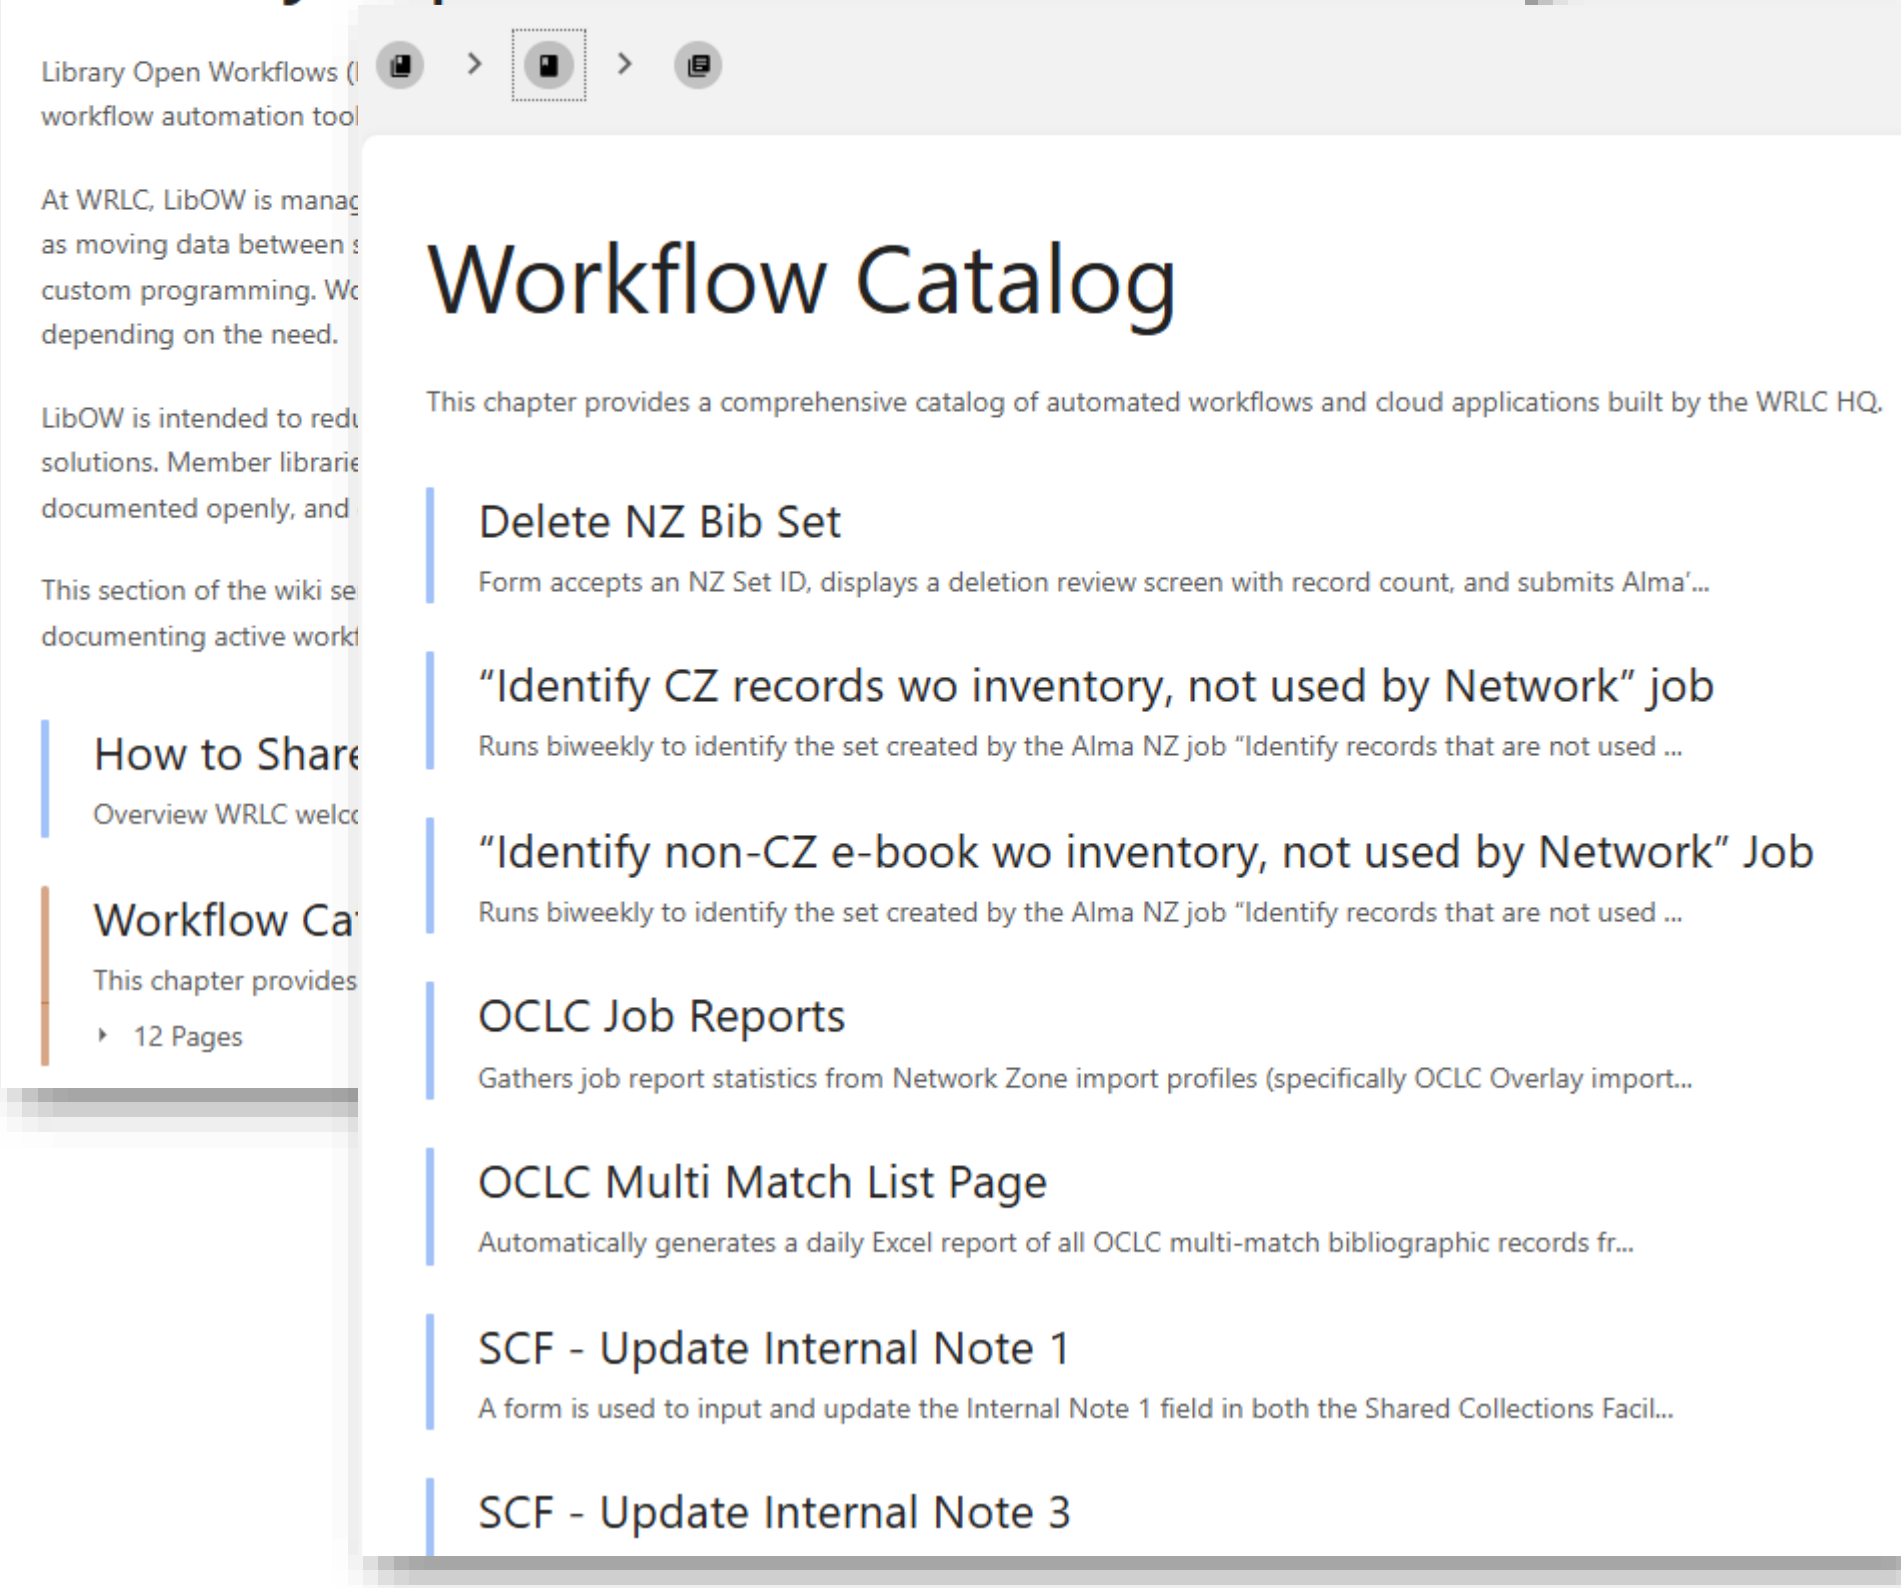 Library Open Workflows (
workflow automation tool
At WRLC, LibOW is manag
as moving data between s
custom programming. Wo
depending on the need.
LibOW is intended to redu
solutions. Member librarie
documented openly, and
This section of the wiki se
documenting active workf
How to Share
Overview WRLC welco
Workflow Cat
This chapter provides
12 Pages
Workflow Catalog
This chapter provides a comprehensive catalog of automated workflows and cloud applications built by the WRLC HQ.
Delete NZ Bib Set
Form accepts an NZ Set ID, displays a deletion review screen with record count, and submits Alma’...
“Identify CZ records wo inventory, not used by Network” job
Runs biweekly to identify the set created by the Alma NZ job “Identify records that are not used ...
“Identify non-CZ e-book wo inventory, not used by Network” Job
Runs biweekly to identify the set created by the Alma NZ job “Identify records that are not used ...
OCLC Job Reports
Gathers job report statistics from Network Zone import profiles (specifically OCLC Overlay import...
OCLC Multi Match List Page
Automatically generates a daily Excel report of all OCLC multi-match bibliographic records fr...
SCF - Update Internal Note 1
A form is used to input and update the Internal Note 1 field in both the Shared Collections Facil...
SCF - Update Internal Note 3